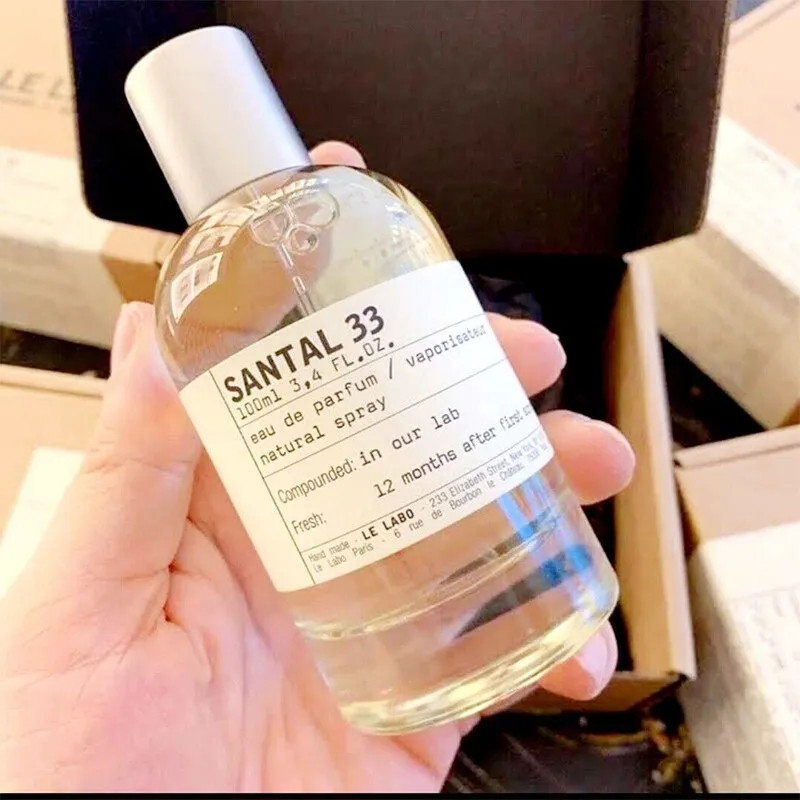 LE L
SANTAL 33
100ml 3,4 FL.OZ.
eau de parfum / vaporisateur
natural spray
Compounded: in our lab
Fresh: 12 months after first
Hand made - LE LABO - 233 Elizabeth Street, New York
Le Labo Paris - 6 rue de Bourbon le Château,